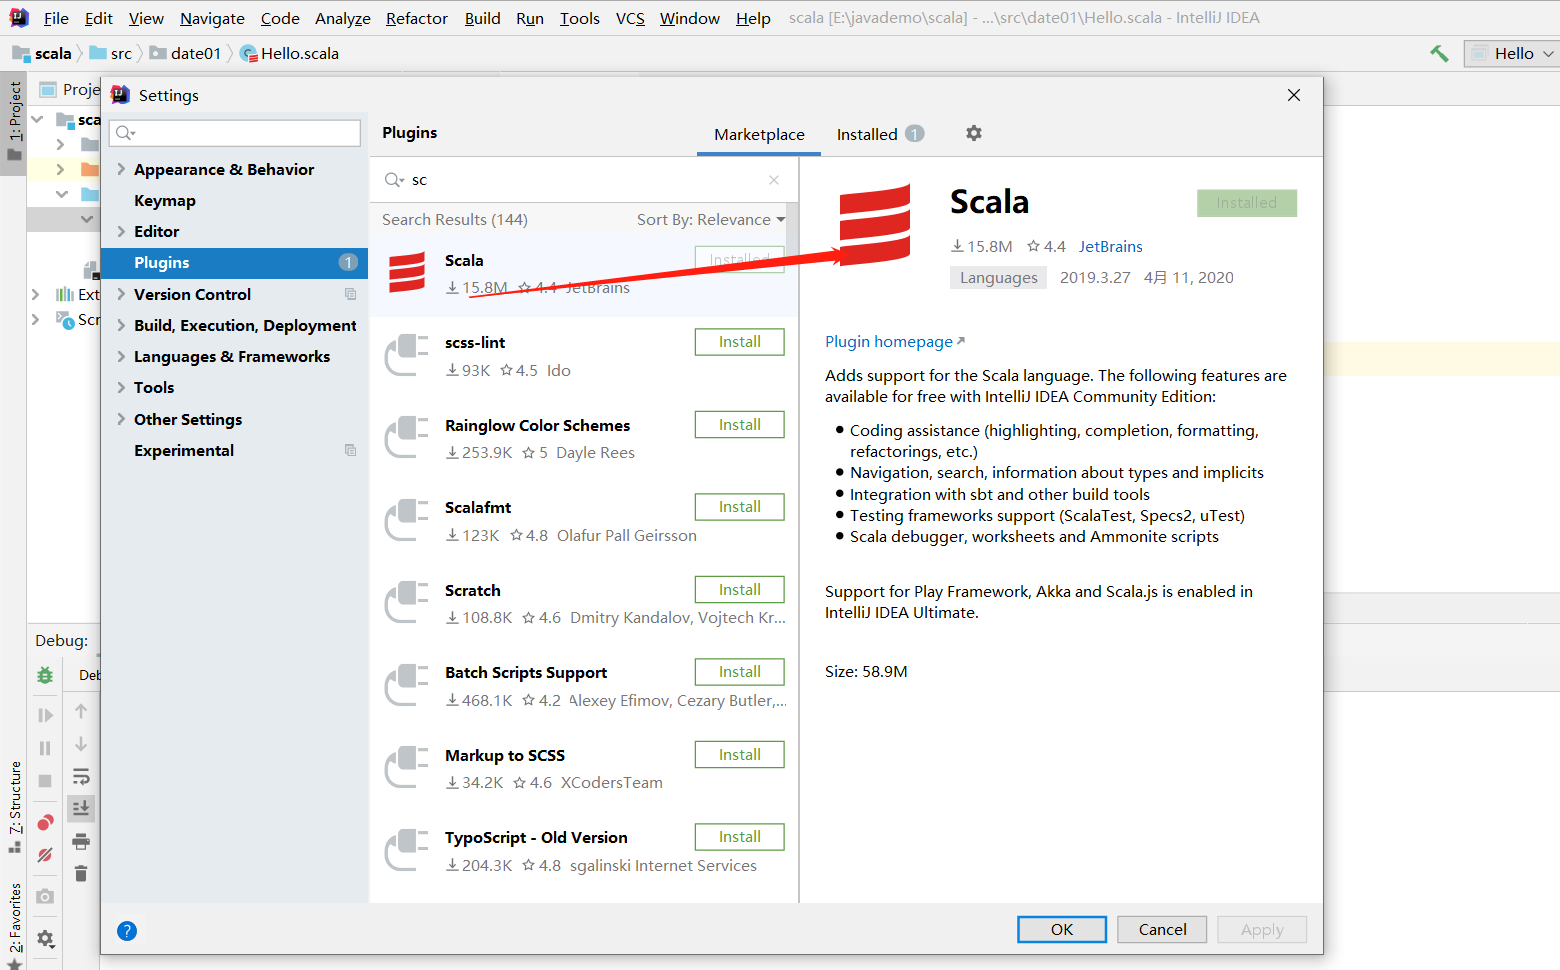 File Edit View Navigate Code Analyze Refactor Build Run Tools VCS Window Help scala [E:\javademo\scala] - ...\src\date01\Hello.scala - IntelliJ IDEA
scala src date01 Hello.scala Hello
1: Project
Proje
sca
Ext
Scr
Debug:
Deb
7: Structure
2: Favorites
Settings
Appearance & Behavior
Keymap
Editor
Plugins 1
Version Control
Build, Execution, Deployment
Languages & Frameworks
Tools
Other Settings
Experimental
Plugins Marketplace Installed 1
sc
Search Results (144) Sort By: Relevance
Scala Installed
15.8M 4.4 JetBrains
scss-lint Install
93K 4.5 Ido
Rainglow Color Schemes Install
253.9K 5 Dayle Rees
Scalafmt Install
123K 4.8 Olafur Pall Geirsson
Scratch Install
108.8K 4.6 Dmitry Kandalov, Vojtech Kr...
Batch Scripts Support Install
468.1K 4.2 Alexey Efimov, Cezary Butler,...
Markup to SCSS Install
34.2K 4.6 XCodersTeam
TypoScript - Old Version Install
204.3K 4.8 sgalinski Internet Services
Scala Installed
15.8M 4.4 JetBrains
Languages 2019.3.27 4月 11, 2020
Plugin homepage
Adds support for the Scala language. The following features are
available for free with IntelliJ IDEA Community Edition:
Coding assistance (highlighting, completion, formatting,
refactorings, etc.)
Navigation, search, information about types and implicits
Integration with sbt and other build tools
Testing frameworks support (ScalaTest, Specs2, uTest)
Scala debugger, worksheets and Ammonite scripts
Support for Play Framework, Akka and Scala.js is enabled in
IntelliJ IDEA Ultimate.
Size: 58.9M
? OK Cancel Apply